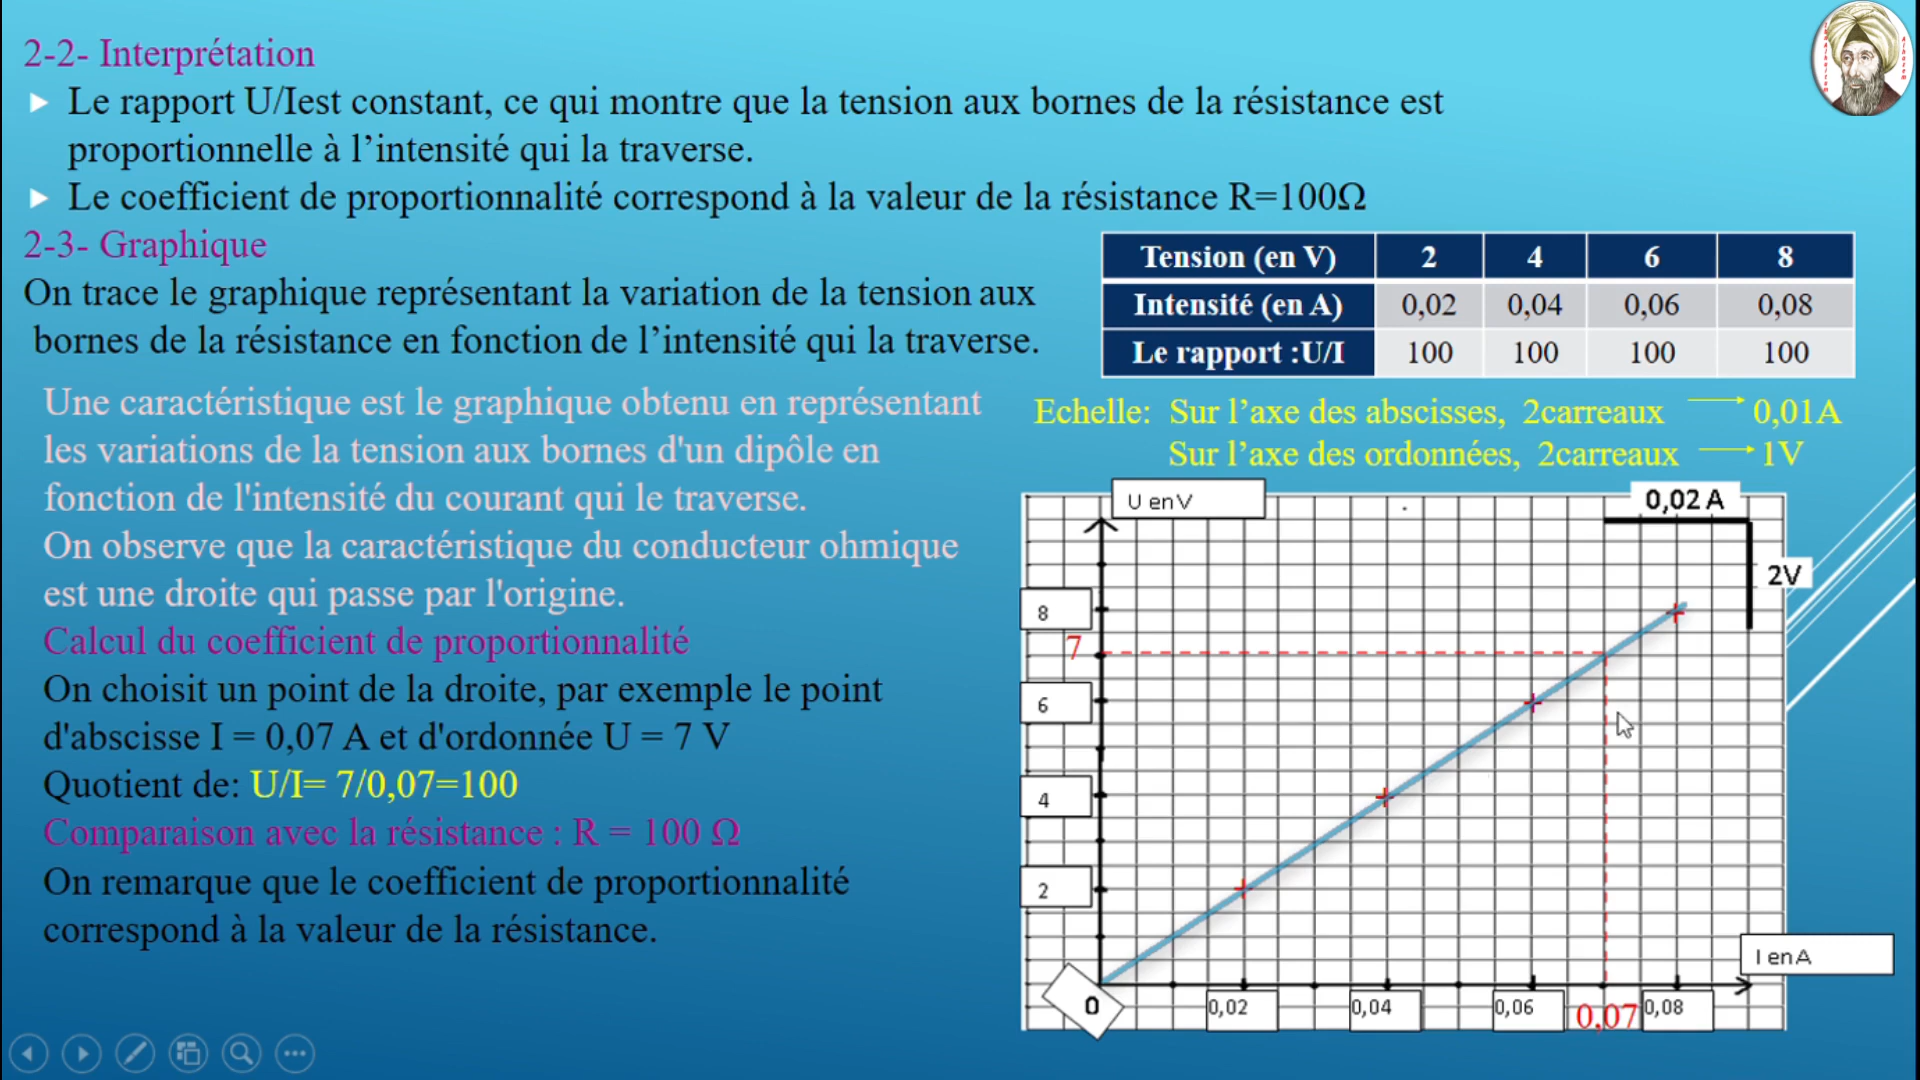 2-2- Interprétation
Le rapport U/Iest constant, ce qui montre que la tension aux bornes de la résistance est
proportionnelle à l’intensité qui la traverse.
Le coefficient de proportionnalité correspond à la valeur de la résistance R=100Ω
2-3- Graphique
On trace le graphique représentant la variation de la tension aux
bornes de la résistance en fonction de l’intensité qui la traverse.
Une caractéristique est le graphique obtenu en représentant
les variations de la tension aux bornes d'un dipôle en
fonction de l'intensité du courant qui le traverse.
On observe que la caractéristique du conducteur ohmique
est une droite qui passe par l'origine.
Calcul du coefficient de proportionnalité
On choisit un point de la droite, par exemple le point
d'abscisse I = 0,07 A et d'ordonnée U = 7 V
Quotient de: U/I= 7/0,07=100
Comparaison avec la résistance : R = 100 Ω
On remarque que le coefficient de proportionnalité
correspond à la valeur de la résistance.
Tension (en V) 2 4 6 8
Intensité (en A) 0,02 0,04 0,06 0,08
Le rapport :U/I 100 100 100 100
Echelle: Sur l’axe des abscisses, 2carreaux 0,01A
Sur l’axe des ordonnées, 2carreaux 1V
U en V
0,02 A
2V
8
7
6
4
2
I en A
0
0,02
0,04
0,06
0,07
0,08